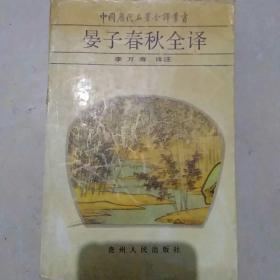 中国历代名著全译丛书
晏子春秋全译
李万寿 译注
贵州人民出版社